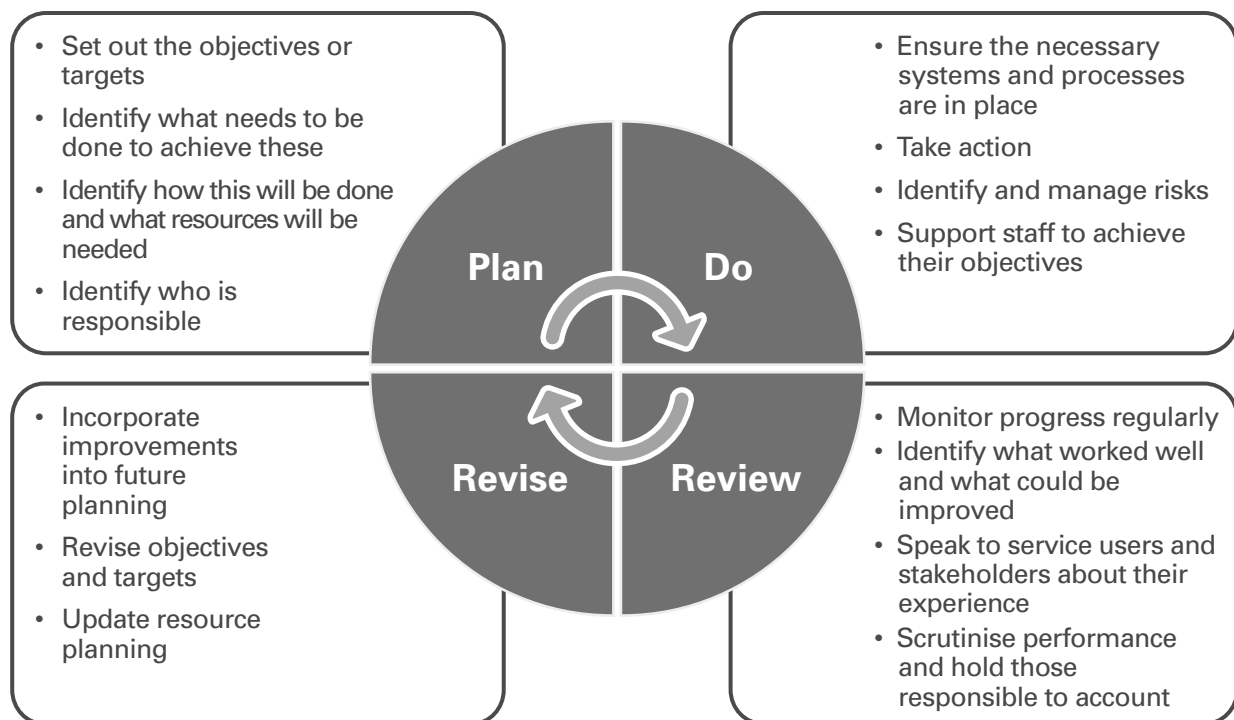 • Set out the objectives or
targets
• Identify what needs to be
done to achieve these
• Identify how this will be done
and what resources will be
needed
• Identify who is
responsible
• Ensure the necessary
systems and processes
are in place
• Take action
• Identify and manage risks
• Support staff to achieve
their objectives
Plan
Do
Revise
Review
• Incorporate
improvements
into future
planning
• Revise objectives
and targets
• Update resource
planning
• Monitor progress regularly
• Identify what worked well
and what could be
improved
• Speak to service users and
stakeholders about their
experience
• Scrutinise performance
and hold those
responsible to account